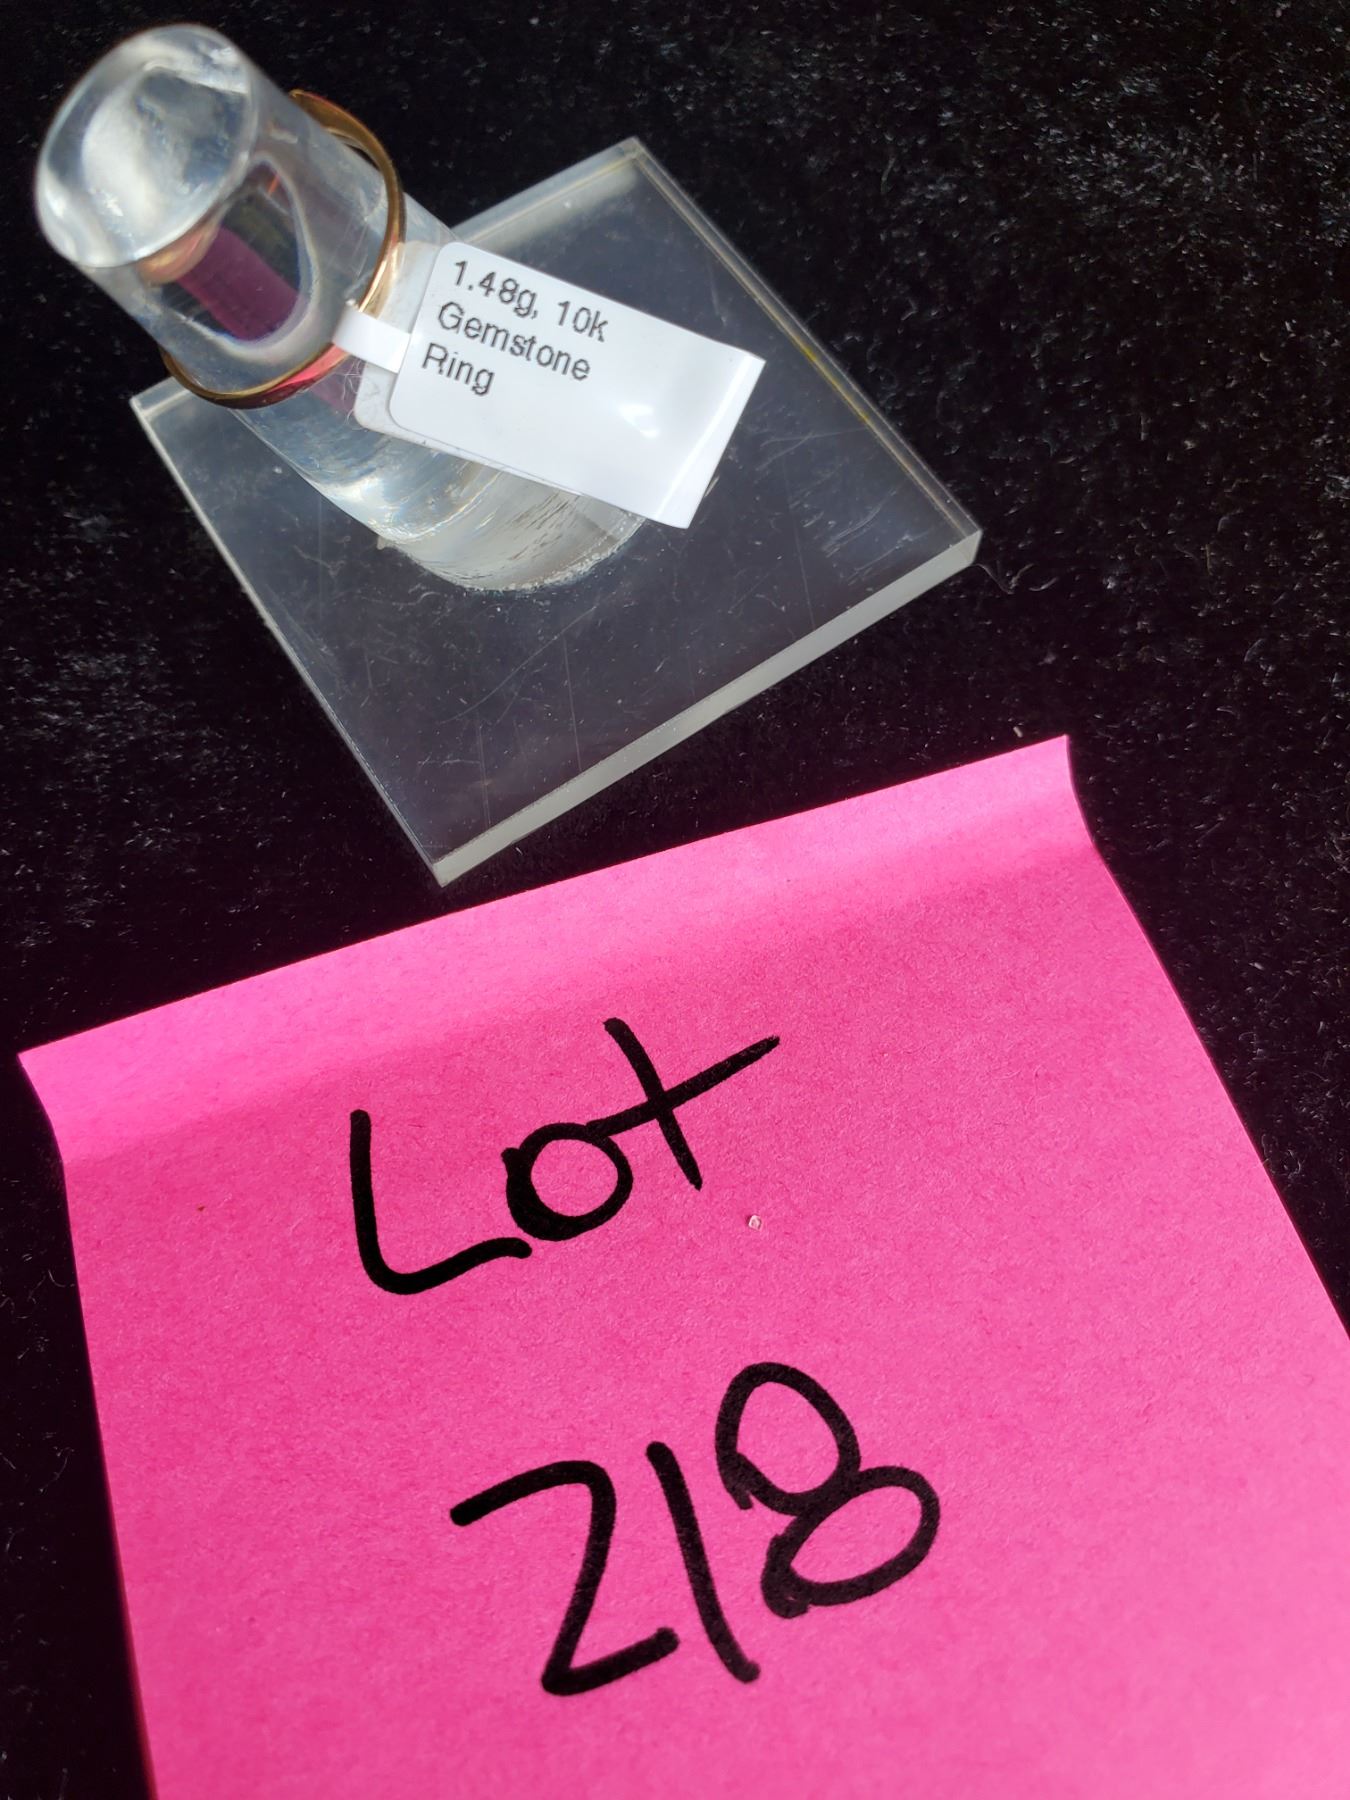 1.48g, 10k
Gemstone
Ring
Lot
218